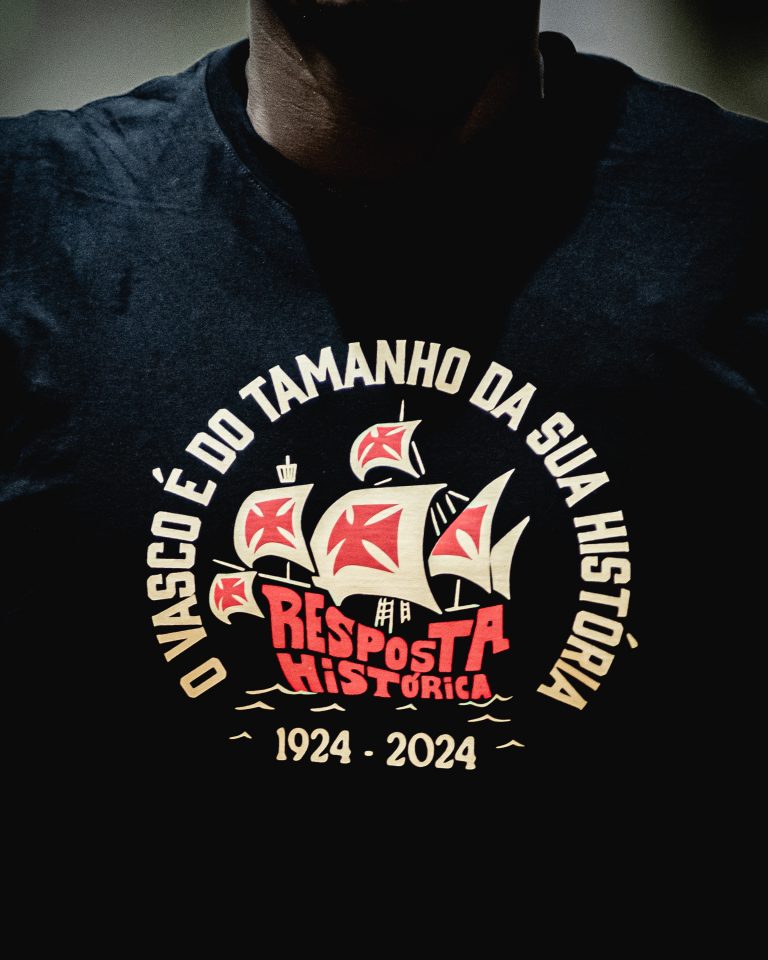 O VASCO É DO TAMANHO DA SUA HISTÓRIA
RESPOSTA
HiSTÓRiCA
1924 - 2024